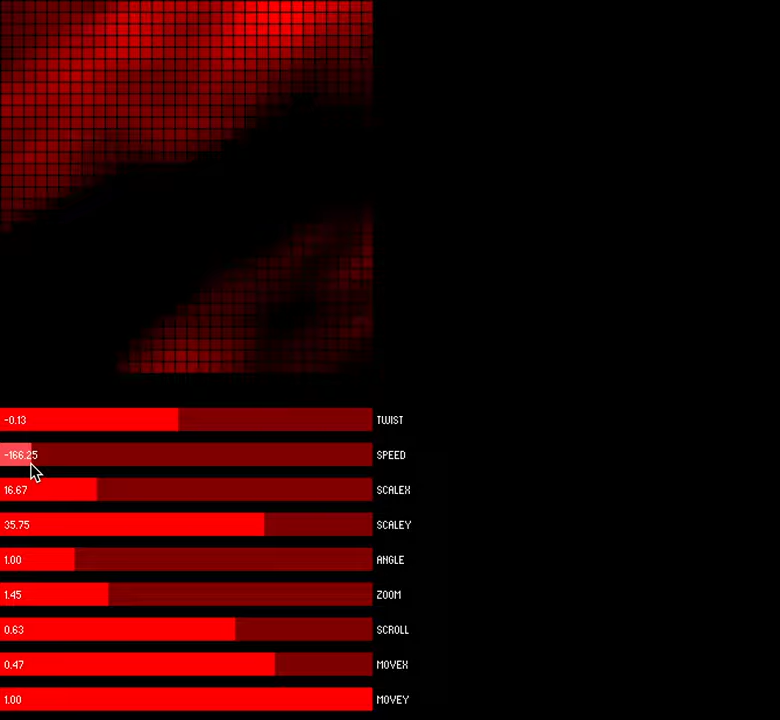 -0.13 TWIST
-166.25 SPEED
16.67 SCALEX
35.75 SCALEY
1.00 ANGLE
1.45 ZOOM
0.63 SCROLL
0.47 MOVEX
1.00 MOVEY